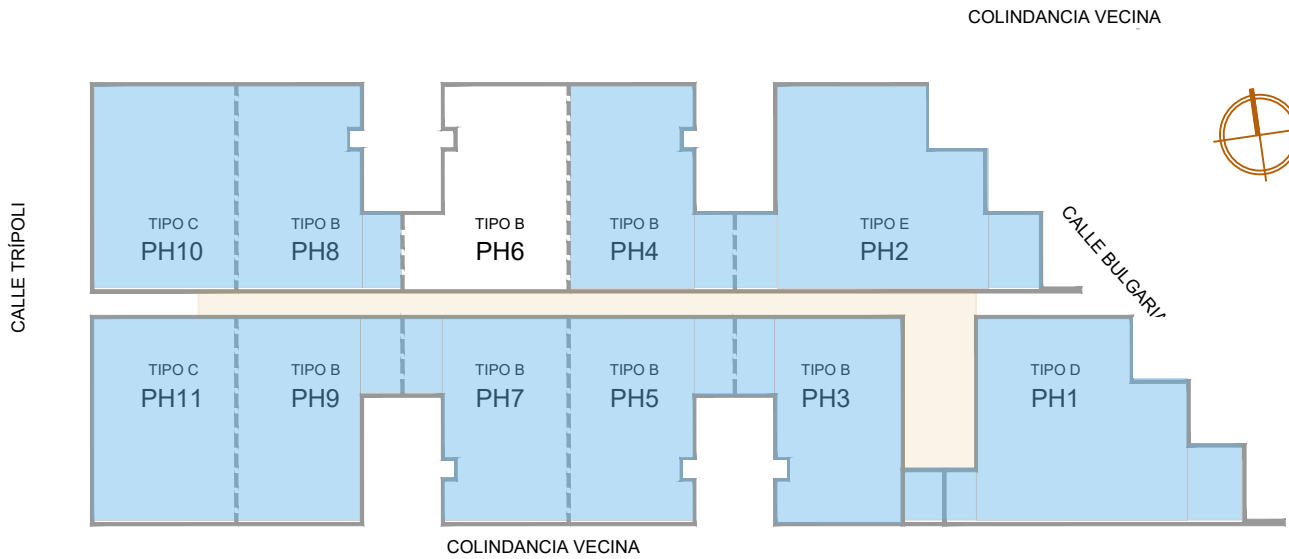 COLINDANCIA VECINA
CALLE TRÍPOLI
TIPO C
PH10
TIPO B
PH8
TIPO B
PH6
TIPO B
PH4
TIPO E
PH2
CALLE BULGARIA
TIPO C
PH11
TIPO B
PH9
TIPO B
PH7
TIPO B
PH5
TIPO B
PH3
TIPO D
PH1
COLINDANCIA VECINA